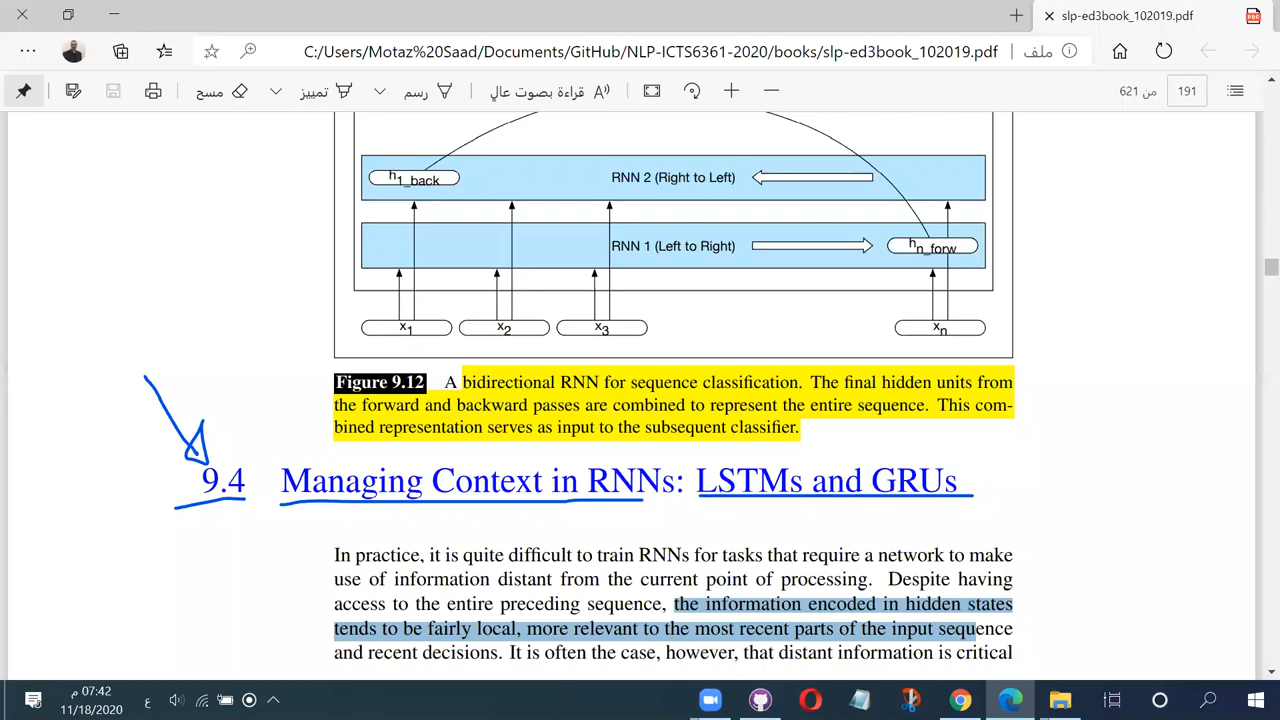 slp-ed3book_102019.pdf
C:/Users/Motaz%20Saad/Documents/GitHub/NLP-ICTS6361-2020/books/slp-ed3book_102019.pdf
ملف
مسح
تمييز
رسم
قراءة بصوت عالٍ
من 621
191
h1_back
RNN 2 (Right to Left)
RNN 1 (Left to Right)
hn_forw
x1
x2
x3
xn
Figure 9.12 A bidirectional RNN for sequence classification. The final hidden units from
the forward and backward passes are combined to represent the entire sequence. This com-
bined representation serves as input to the subsequent classifier.
9.4 Managing Context in RNNs: LSTMs and GRUs
In practice, it is quite difficult to train RNNs for tasks that require a network to make
use of information distant from the current point of processing. Despite having
access to the entire preceding sequence, the information encoded in hidden states
tends to be fairly local, more relevant to the most recent parts of the input sequence
and recent decisions. It is often the case, however, that distant information is critical
07:42 م
11/18/2020
ع